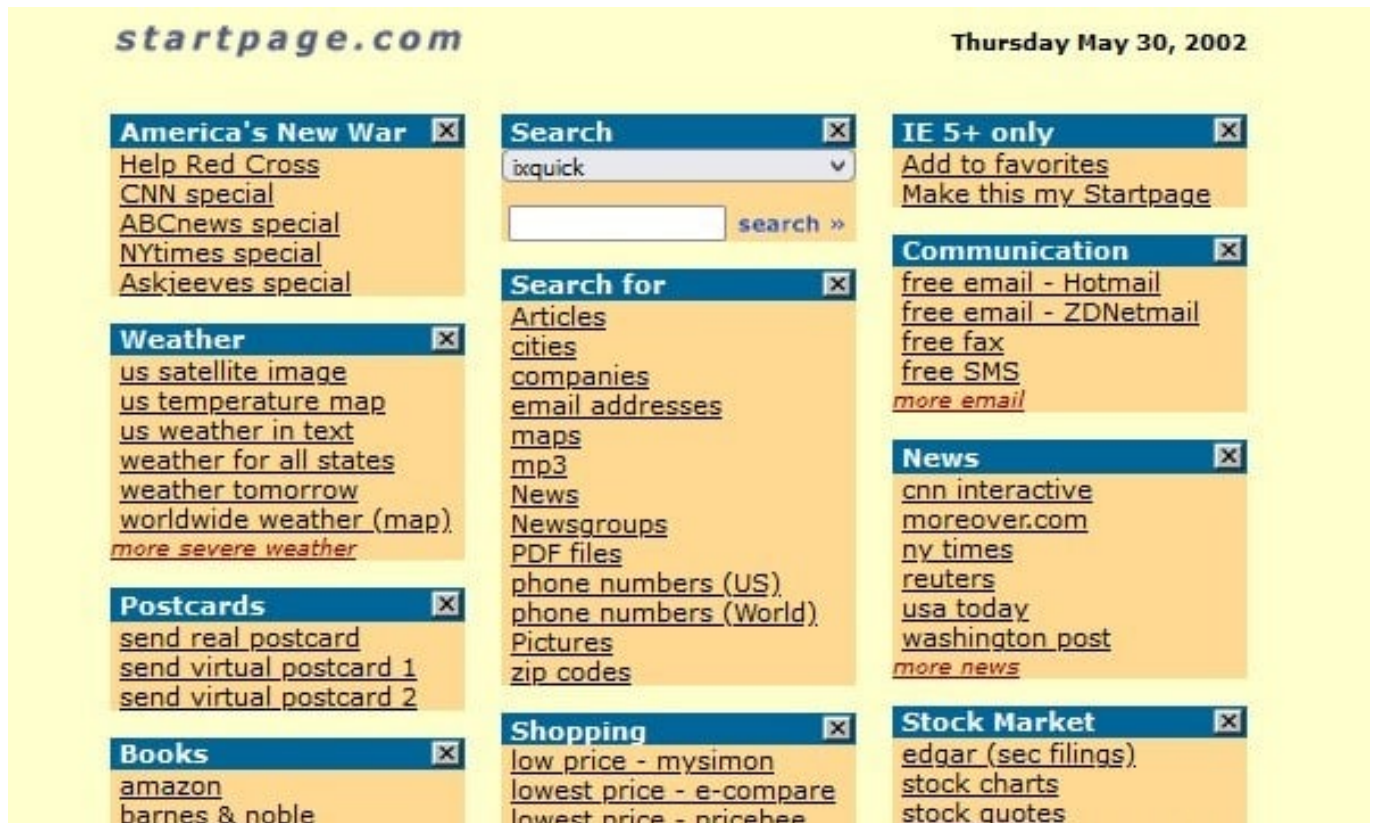 startpage.com
Thursday May 30, 2002
America's New War
Help Red Cross
CNN special
ABCnews special
NYtimes special
Askjeeves special
Weather
us satellite image
us temperature map
us weather in text
weather for all states
weather tomorrow
worldwide weather (map)
more severe weather
Postcards
send real postcard
send virtual postcard 1
send virtual postcard 2
Books
amazon
barnes & noble
Search
ixquick
search »
Search for
Articles
cities
companies
email addresses
maps
mp3
News
Newsgroups
PDF files
phone numbers (US)
phone numbers (World)
Pictures
zip codes
Shopping
low price - mysimon
lowest price - e-compare
lowest price - pricebee
IE 5+ only
Add to favorites
Make this my Startpage
Communication
free email - Hotmail
free email - ZDNetmail
free fax
free SMS
more email
News
cnn interactive
moreover.com
ny times
reuters
usa today
washington post
more news
Stock Market
edgar (sec filings)
stock charts
stock quotes